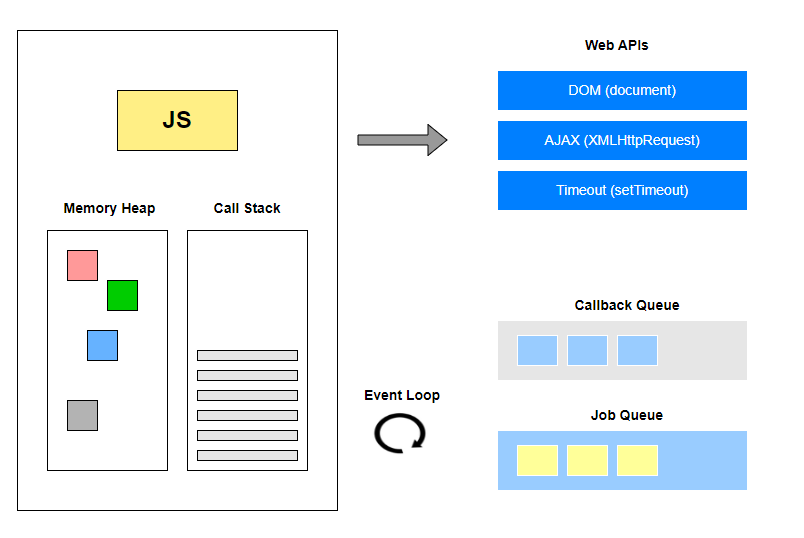 Web APIs
DOM (document)
JS
AJAX (XMLHttpRequest)
Timeout (setTimeout)
Memory Heap
Call Stack
Callback Queue
Event Loop
Job Queue